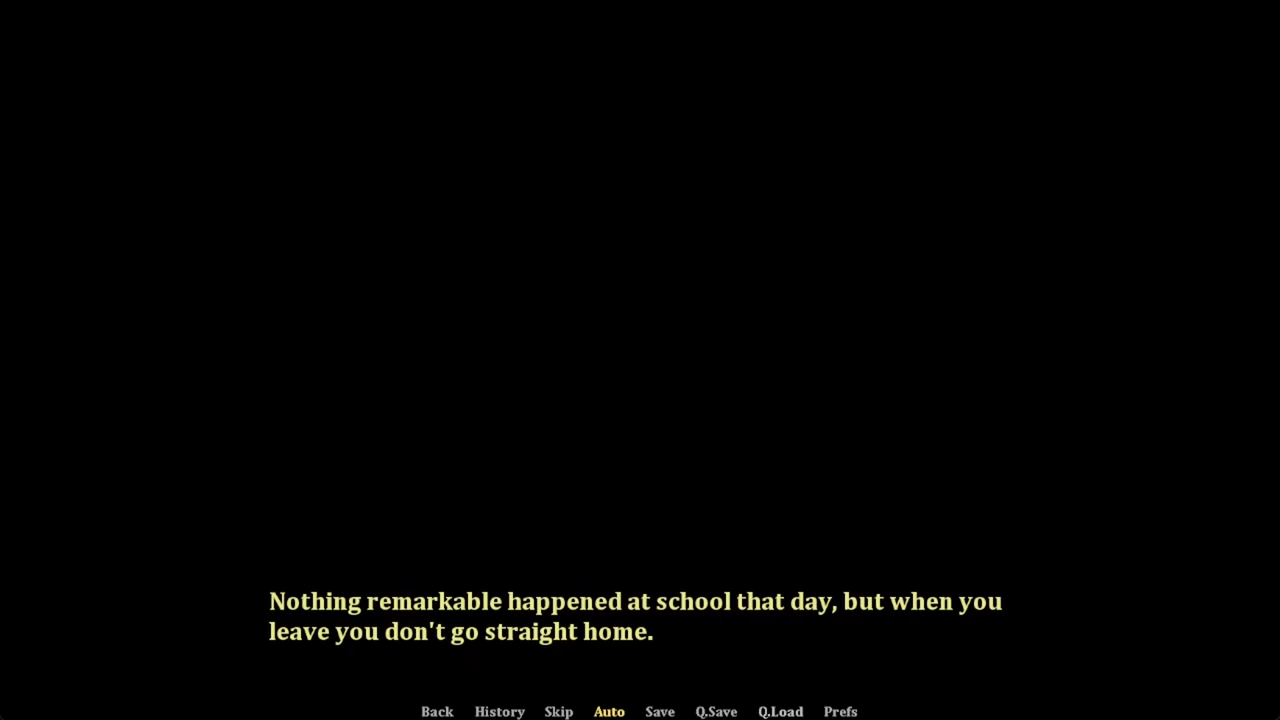 Nothing remarkable happened at school that day, but when you
leave you don't go straight home.
Back History Skip Auto Save Q.Save Q.Load Prefs